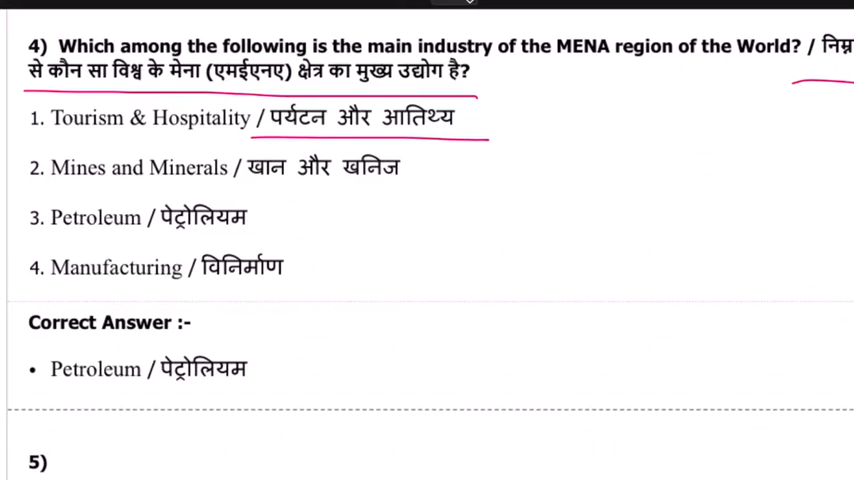 4) Which among the following is the main industry of the MENA region of the World? / निम्न
से कौन सा विश्व के मेना (एमईएनए) क्षेत्र का मुख्य उद्योग है?
1. Tourism & Hospitality / पर्यटन और आतिथ्य
2. Mines and Minerals / खान और खनिज
3. Petroleum / पेट्रोलियम
4. Manufacturing / विनिर्माण
Correct Answer :-
• Petroleum / पेट्रोलियम
5)